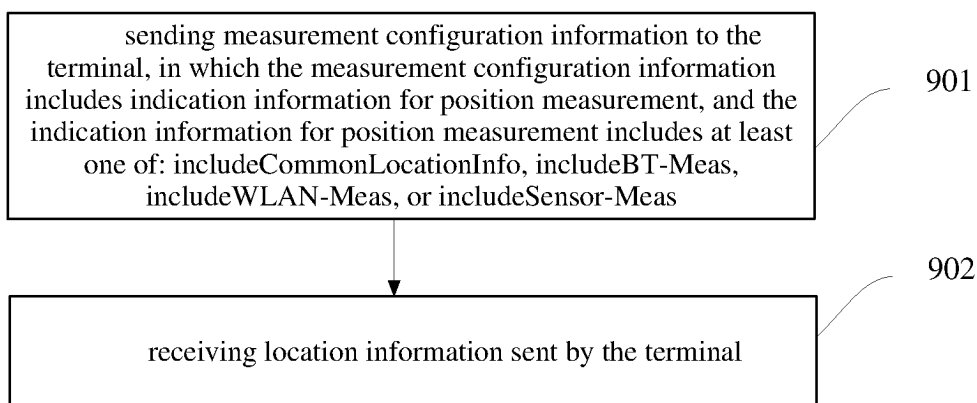 sending measurement configuration information to the
terminal, in which the measurement configuration information
includes indication information for position measurement, and the
indication information for position measurement includes at least
one of: includeCommonLocationInfo, includeBT-Meas,
includeWLAN-Meas, or includeSensor-Meas
901
902
receiving location information sent by the terminal